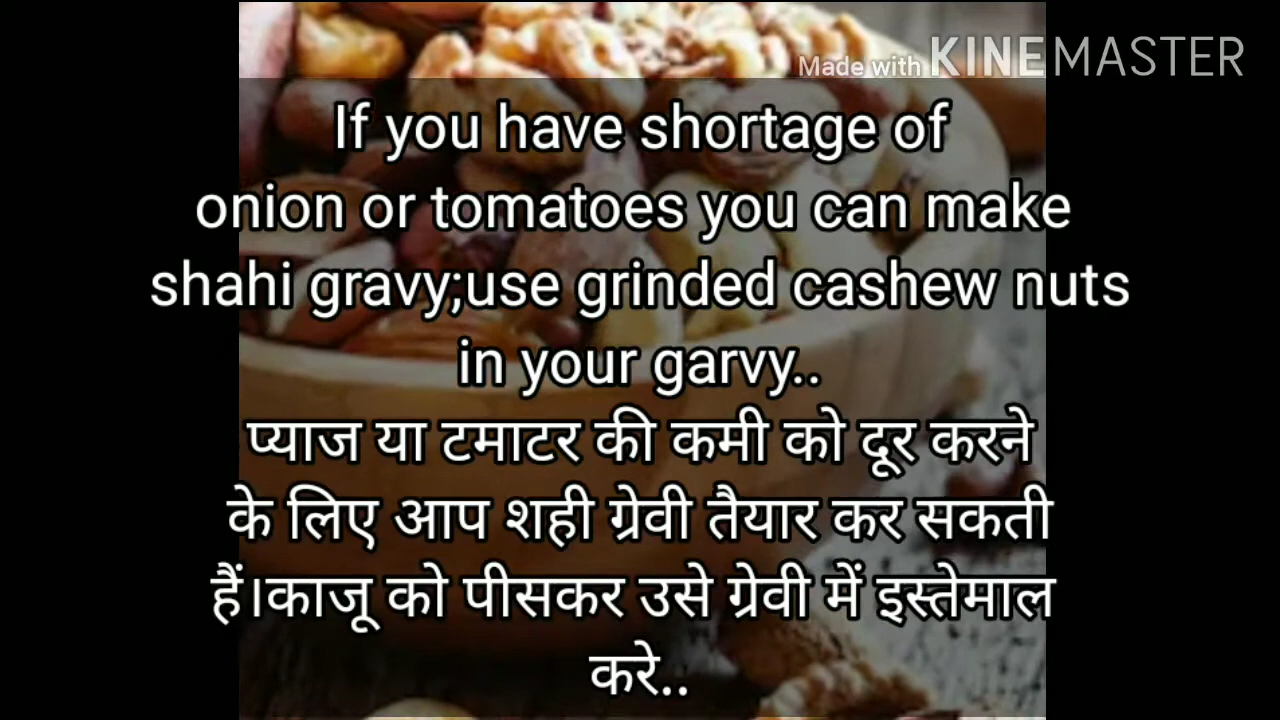 Made with KINEMASTER
If you have shortage of
onion or tomatoes you can make
shahi gravy;use grinded cashew nuts
in your garvy..
प्याज या टमाटर की कमी को दूर करने
के लिए आप शही ग्रेवी तैयार कर सकती
हैं।काजू को पीसकर उसे ग्रेवी में इस्तेमाल
करे..